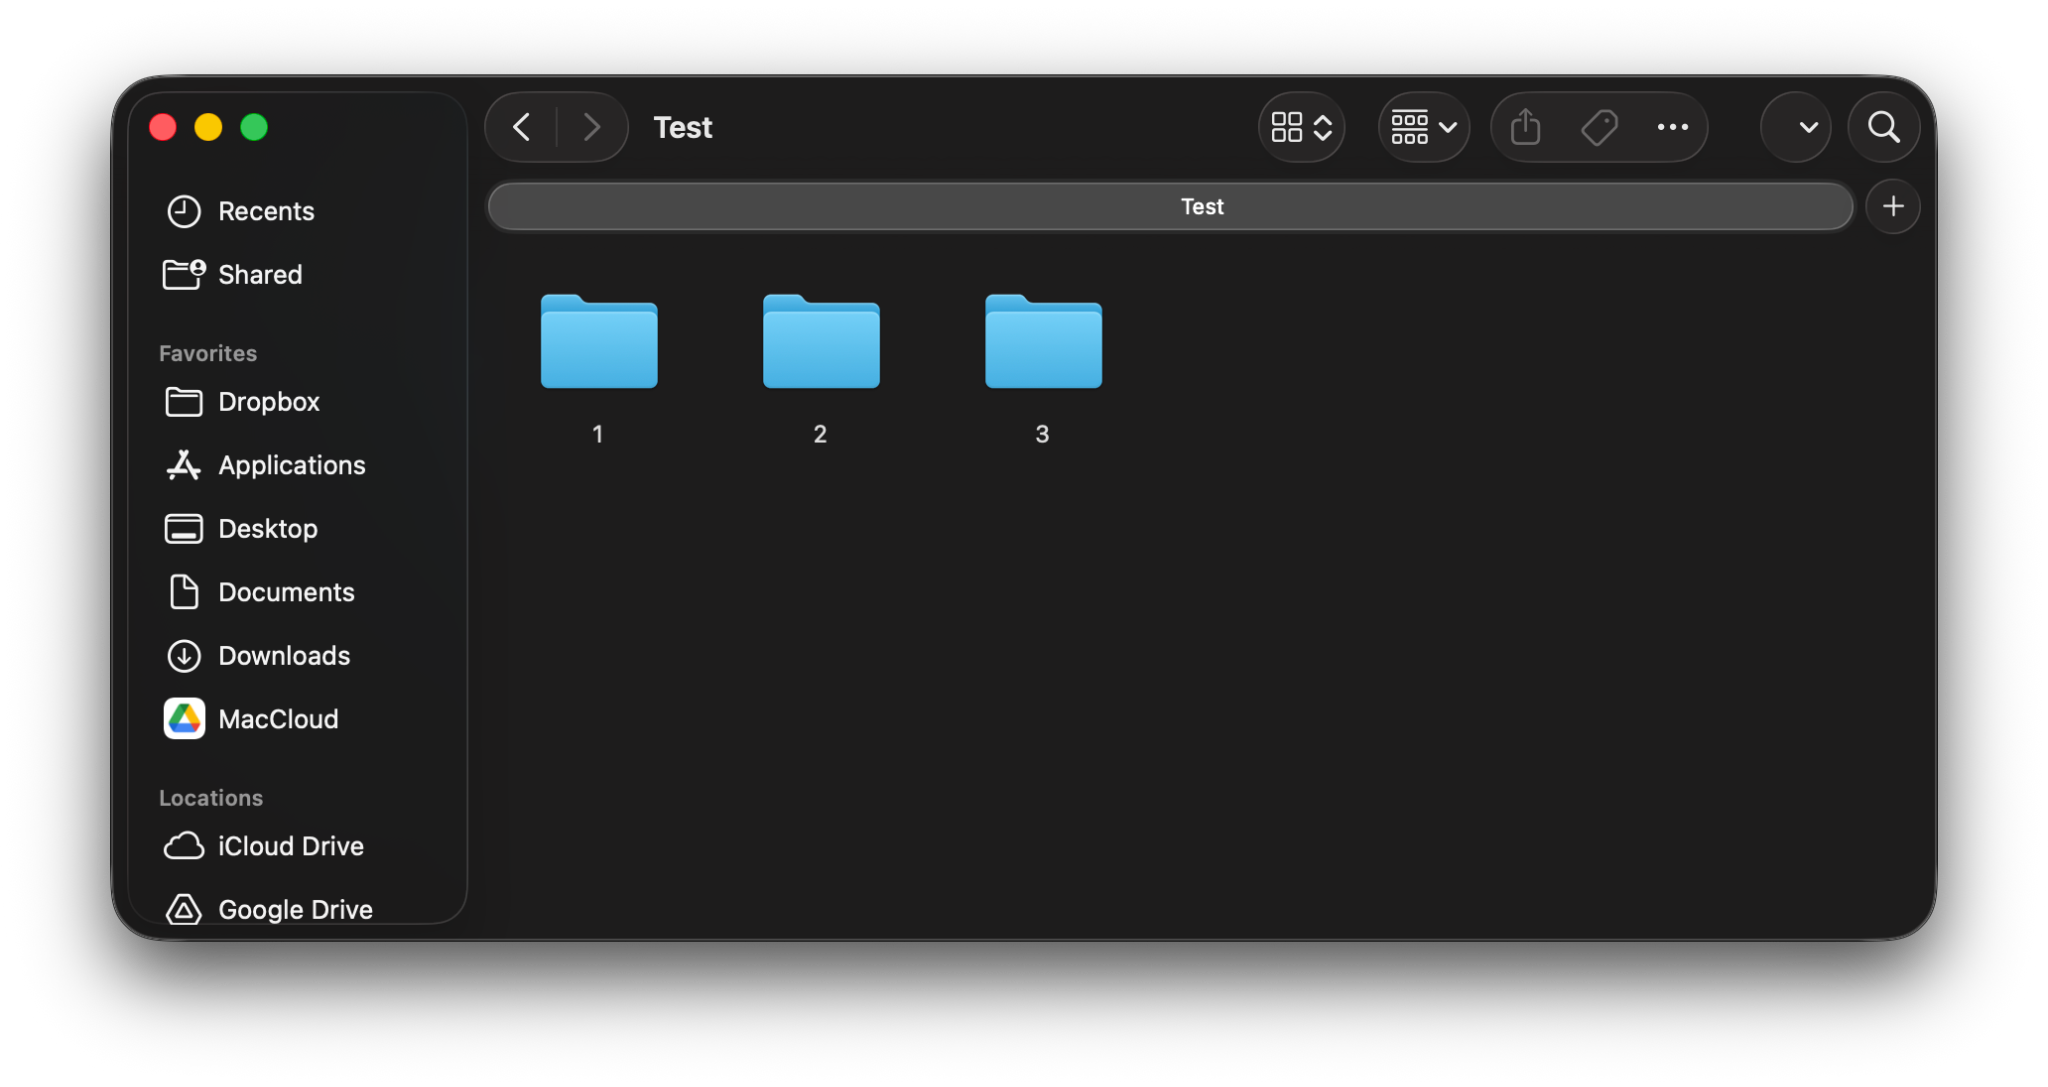 Test
Test
Recents
Shared
Favorites
Dropbox
Applications
Desktop
Documents
Downloads
MacCloud
Locations
iCloud Drive
Google Drive
1
2
3